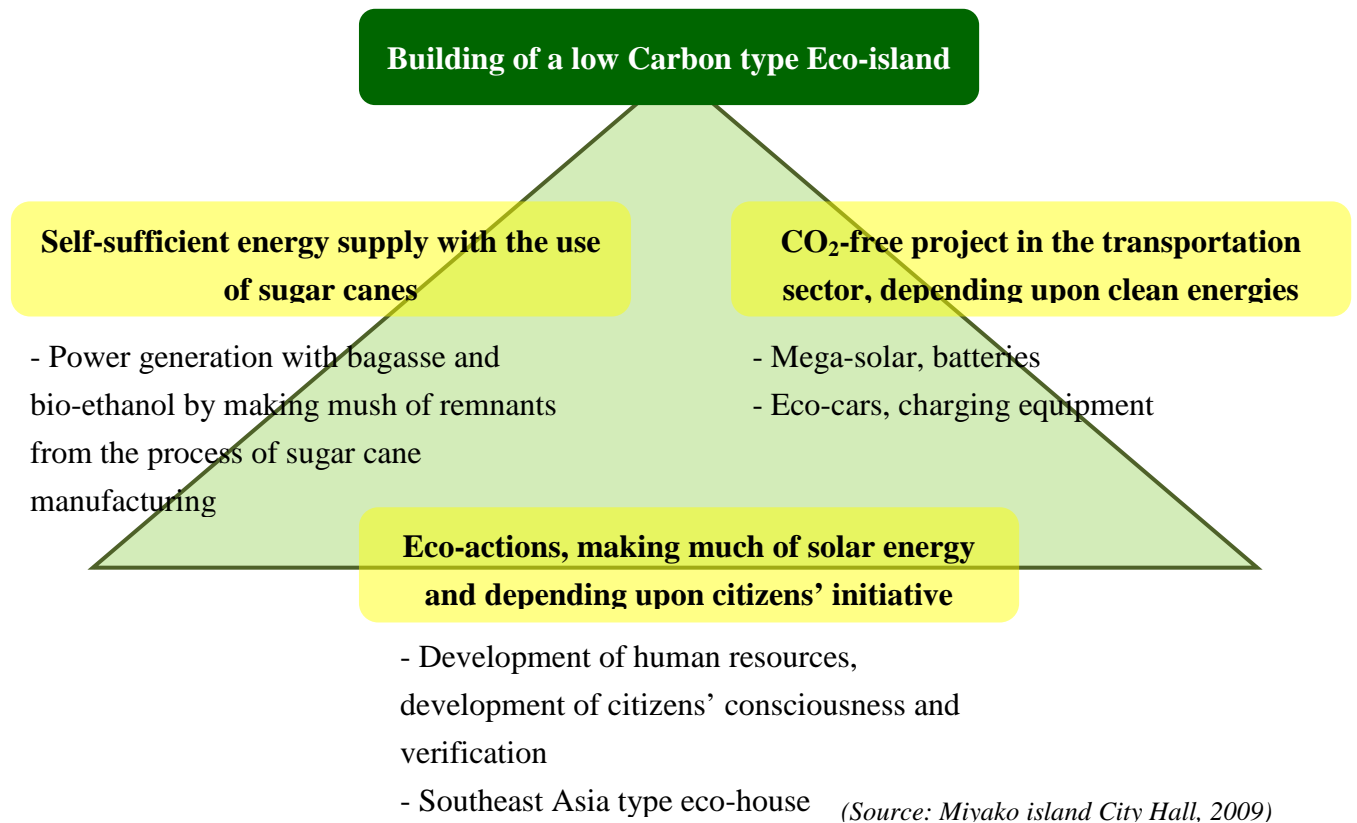 Building of a low Carbon type Eco-island
Self-sufficient energy supply with the use
of sugar canes
- Power generation with bagasse and
bio-ethanol by making mush of remnants
from the process of sugar cane
manufacturing
CO₂-free project in the transportation
sector, depending upon clean energies
- Mega-solar, batteries
- Eco-cars, charging equipment
Eco-actions, making much of solar energy
and depending upon citizens’ initiative
- Development of human resources,
development of citizens’ consciousness and
verification
- Southeast Asia type eco-house
(Source: Miyako island City Hall, 2009)